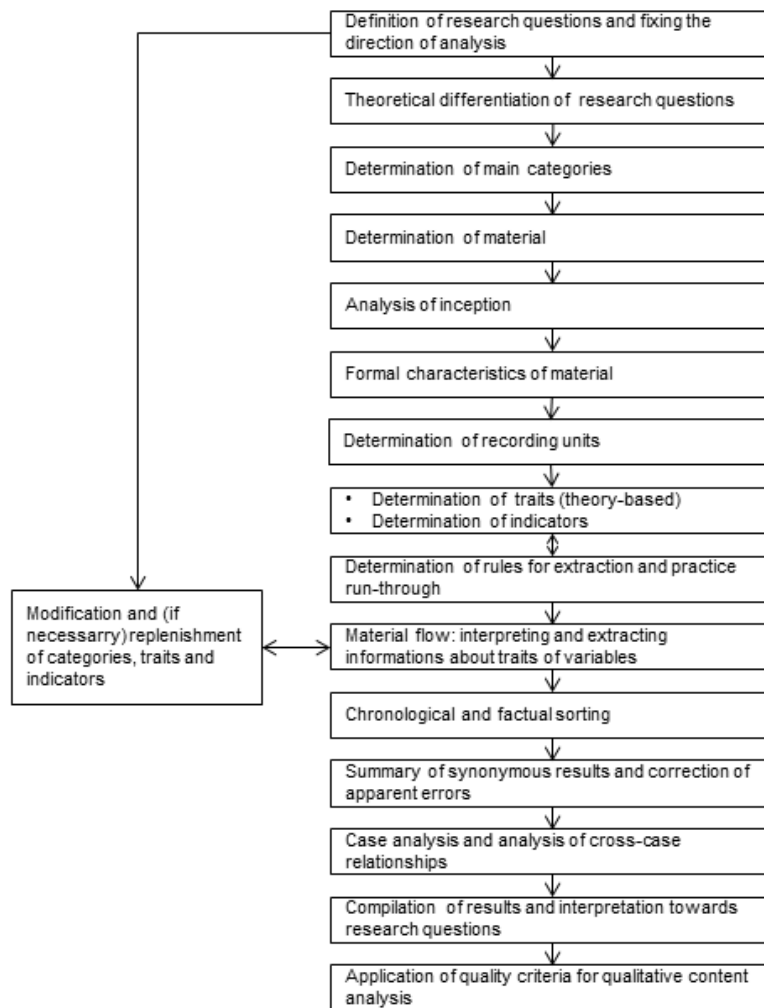 Definition of research questions and fixing the
direction of analysis
Theoretical differentiation of research questions
Determination of main categories
Determination of material
Analysis of inception
Formal characteristics of material
Determination of recording units
• Determination of traits (theory-based)
• Determination of indicators
Determination of rules for extraction and practice
run-through
Modification and (if
necessarry) replenishment
of categories, traits and
indicators
Material flow: interpreting and extracting
informations about traits of variables
Chronological and factual sorting
Summary of synonymous results and correction of
apparent errors
Case analysis and analysis of cross-case
relationships
Compilation of results and interpretation towards
research questions
Application of quality criteria for qualitative content
analysis